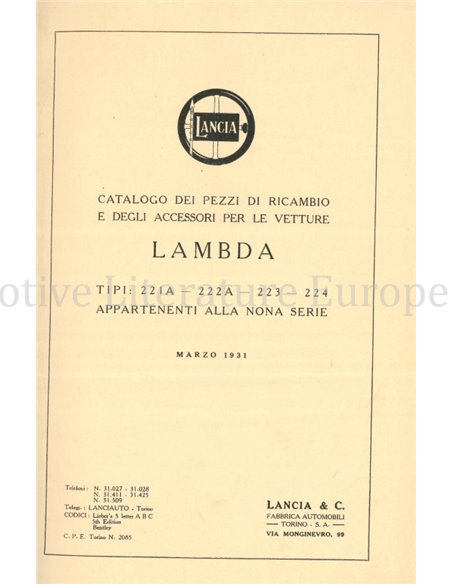 LANCIA
CATALOGO DEI PEZZI DI RICAMBIO
E DEGLI ACCESSORI PER LE VETTURE
LAMBDA
TIPI: 221A — 222A - 223 - 224
otive Literature Europe
APPARTENENTI ALLA NONA SERIE
MARZO 1931
Telefoni: N. 31.027 - 31.028
N. 31.411 - 31.425
N. 31.509
Telegr.: LANCIAUTO - Torino
CODICI: Lieber's 5 letter A B C
5th Edition
Bentley
C. P. E. Torino N. 2085
LANCIA & C.
FABBRICA AUTOMOBILI
— TORINO - S.A. —
VIA MONGINEVRO, 99